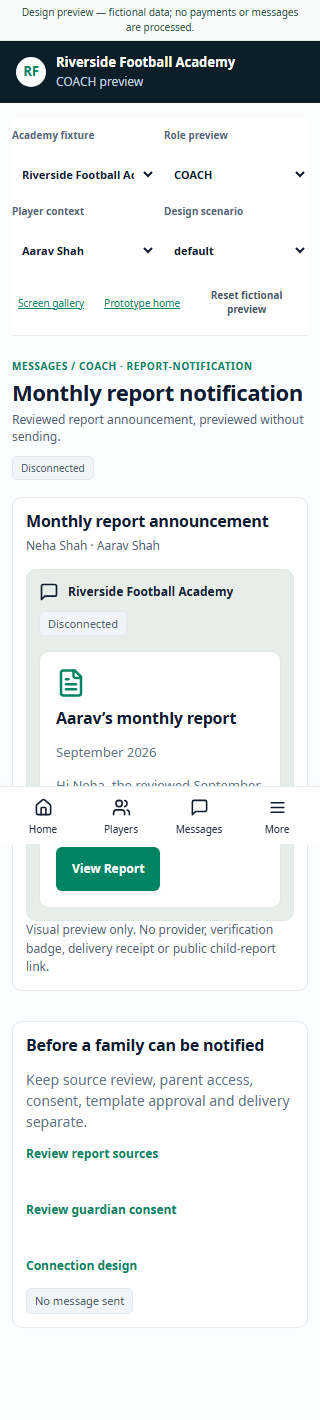 Design preview — fictional data; no payments or messages
are processed.
RF
Riverside Football Academy
COACH preview
Academy fixture
Role preview
Riverside Football Ac
COACH
Player context
Design scenario
Aarav Shah
default
Screen gallery
Prototype home
Reset fictional
preview
MESSAGES / COACH · REPORT-NOTIFICATION
Monthly report notification
Reviewed report announcement, previewed without
sending.
Disconnected
Monthly report announcement
Neha Shah · Aarav Shah
Riverside Football Academy
Disconnected
Aarav’s monthly report
September 2026
Hi Neha, the reviewed September
Home
Players
Messages
More
View Report
Visual preview only. No provider, verification
badge, delivery receipt or public child-report
link.
Before a family can be notified
Keep source review, parent access,
consent, template approval and delivery
separate.
Review report sources
Review guardian consent
Connection design
No message sent